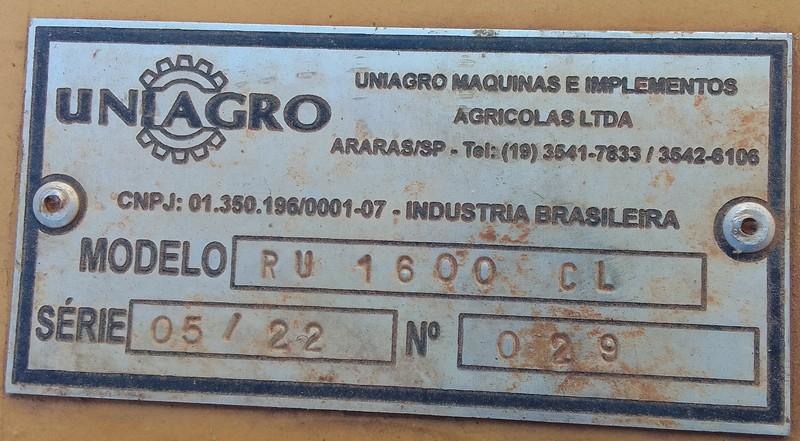 UNIAGRO
UNIAGRO MAQUINAS E IMPLEMENTOS
AGRICOLAS LTDA
ARARAS/SP - Tel: (19) 3541-7833 / 3542-6106
CNPJ: 01.350.196/0001-07 - INDUSTRIA BRASILEIRA
MODELO RU 1600 CL
SÉRIE 05/22 Nº 029